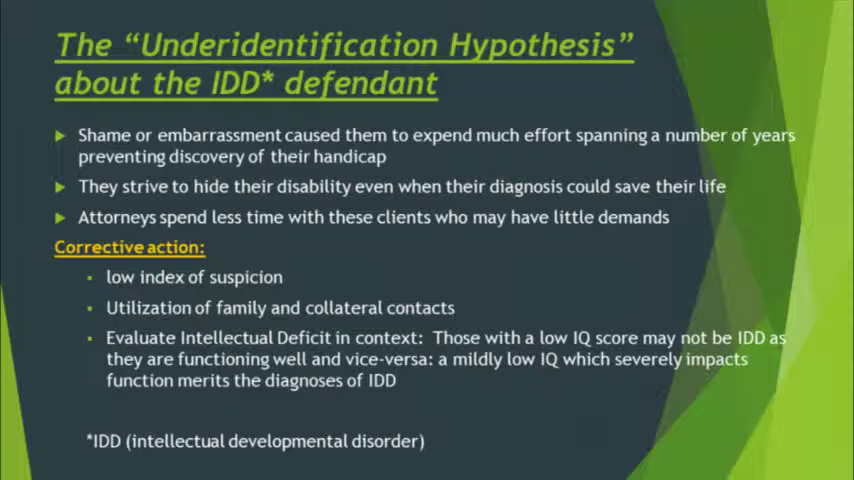 The “Underidentification Hypothesis”
about the IDD* defendant
Shame or embarrassment caused them to expend much effort spanning a number of years
preventing discovery of their handicap
They strive to hide their disability even when their diagnosis could save their life
Attorneys spend less time with these clients who may have little demands
Corrective action:
low index of suspicion
Utilization of family and collateral contacts
Evaluate Intellectual Deficit in context: Those with a low IQ score may not be IDD as
they are functioning well and vice-versa: a mildly low IQ which severely impacts
function merits the diagnoses of IDD
*IDD (intellectual developmental disorder)